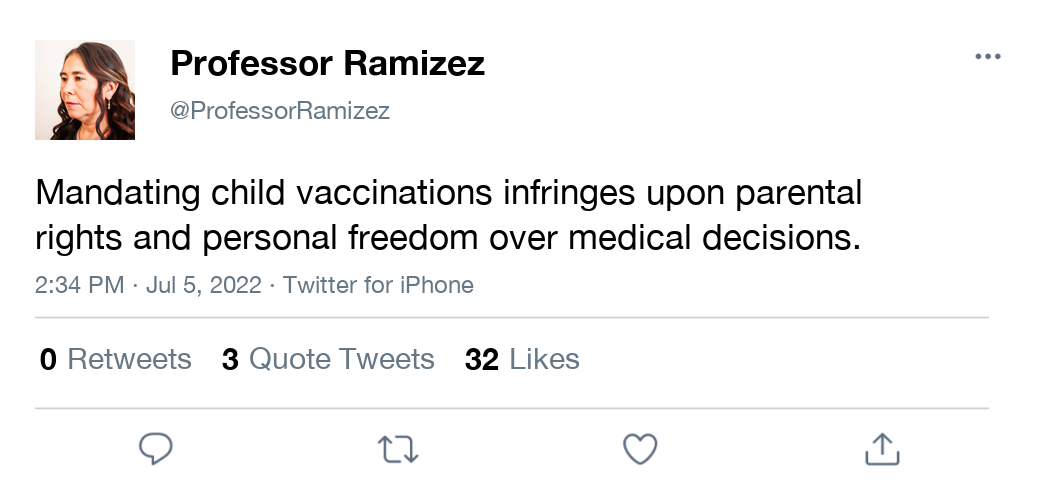 Professor Ramizez
@ProfessorRamizez
Mandating child vaccinations infringes upon parental
rights and personal freedom over medical decisions.
2:34 PM · Jul 5, 2022 · Twitter for iPhone
0 Retweets 3 Quote Tweets 32 Likes